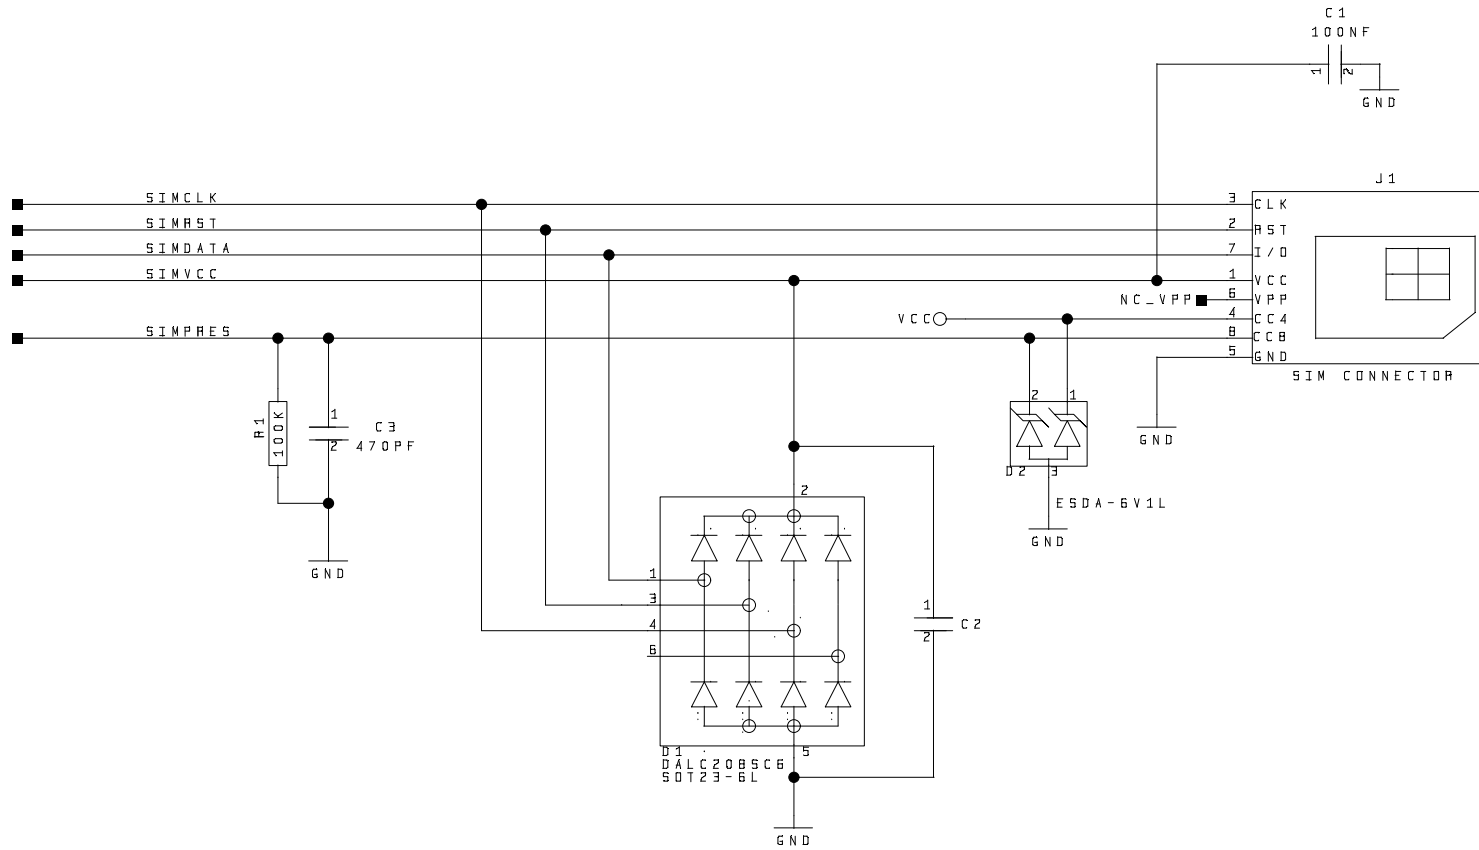 C1
100NF
1 2
GND
J1
SIMCLK 3 CLK
SIMRST 2 RST
SIMDATA 7 I/O
SIMVCC 1 VCC
NC_VPP 6 VPP
VCC 4 CC4
SIMPRES 8 CC8
5 GND
SIM CONNECTOR
2 1
R1
100K
1
C3
2
470PF
GND
D2 3
ESDA-6V1L
GND
GND
2
1
3
4
6
1
C2
2
D1 5
DALC208SC6
SOT23-6L
GND